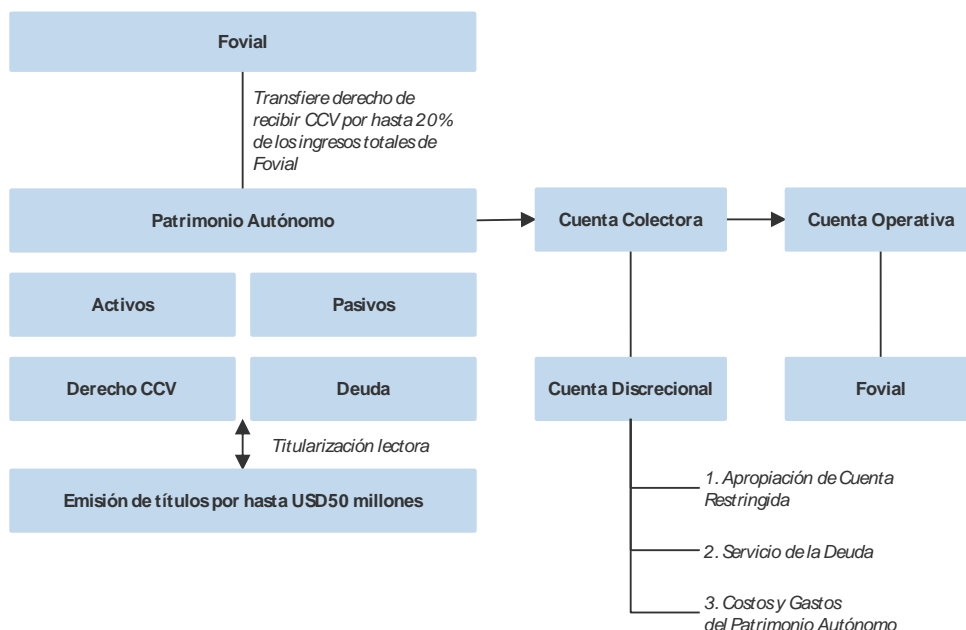 Fovial
Transfiere derecho de
recibir CCV por hasta 20%
de los ingresos totales de
Fovial
Patrimonio Autónomo
Cuenta Colectora
Cuenta Operativa
Activos
Pasivos
Derecho CCV
Deuda
Cuenta Discrecional
Fovial
Titularización lectora
Emisión de títulos por hasta USD50 millones
1. Apropiación de Cuenta
Restringida
2. Servicio de la Deuda
3. Costos y Gastos
del Patrimonio Autónomo